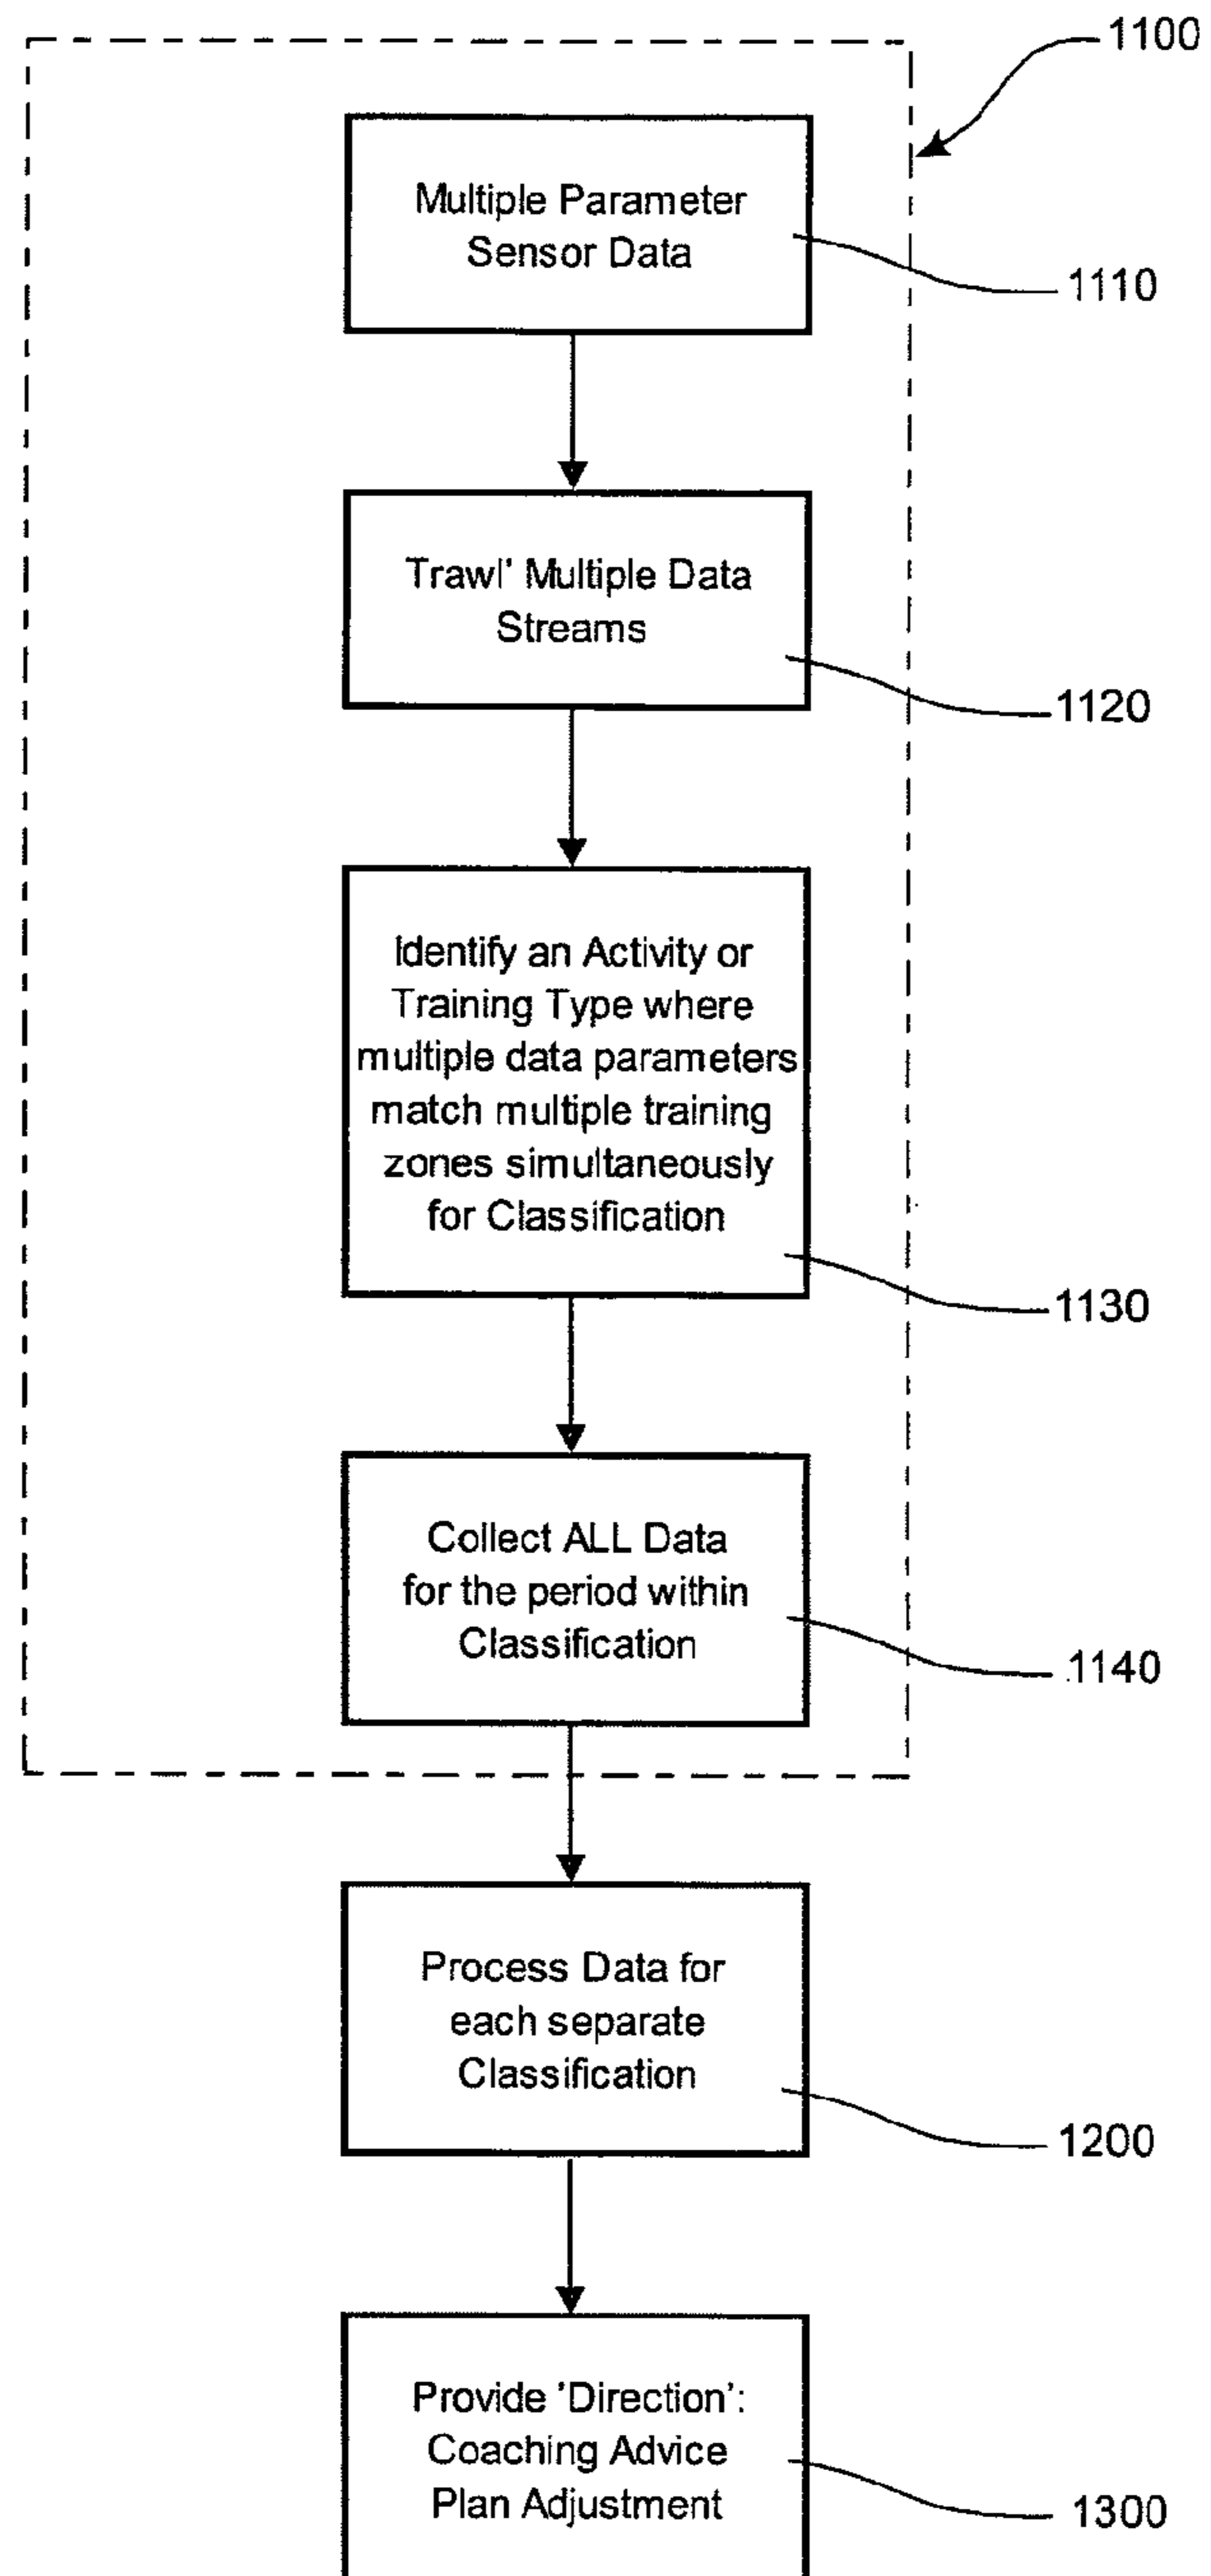 1100
Multiple Parameter
Sensor Data
1110
Trawl' Multiple Data
Streams
1120
Identify an Activity or
Training Type where
multiple data parameters
match multiple training
zones simultaneously
for Classification
1130
Collect ALL Data
for the period within
Classification
1140
Process Data for
each separate
Classification
1200
Provide 'Direction':
Coaching Advice
Plan Adjustment
1300